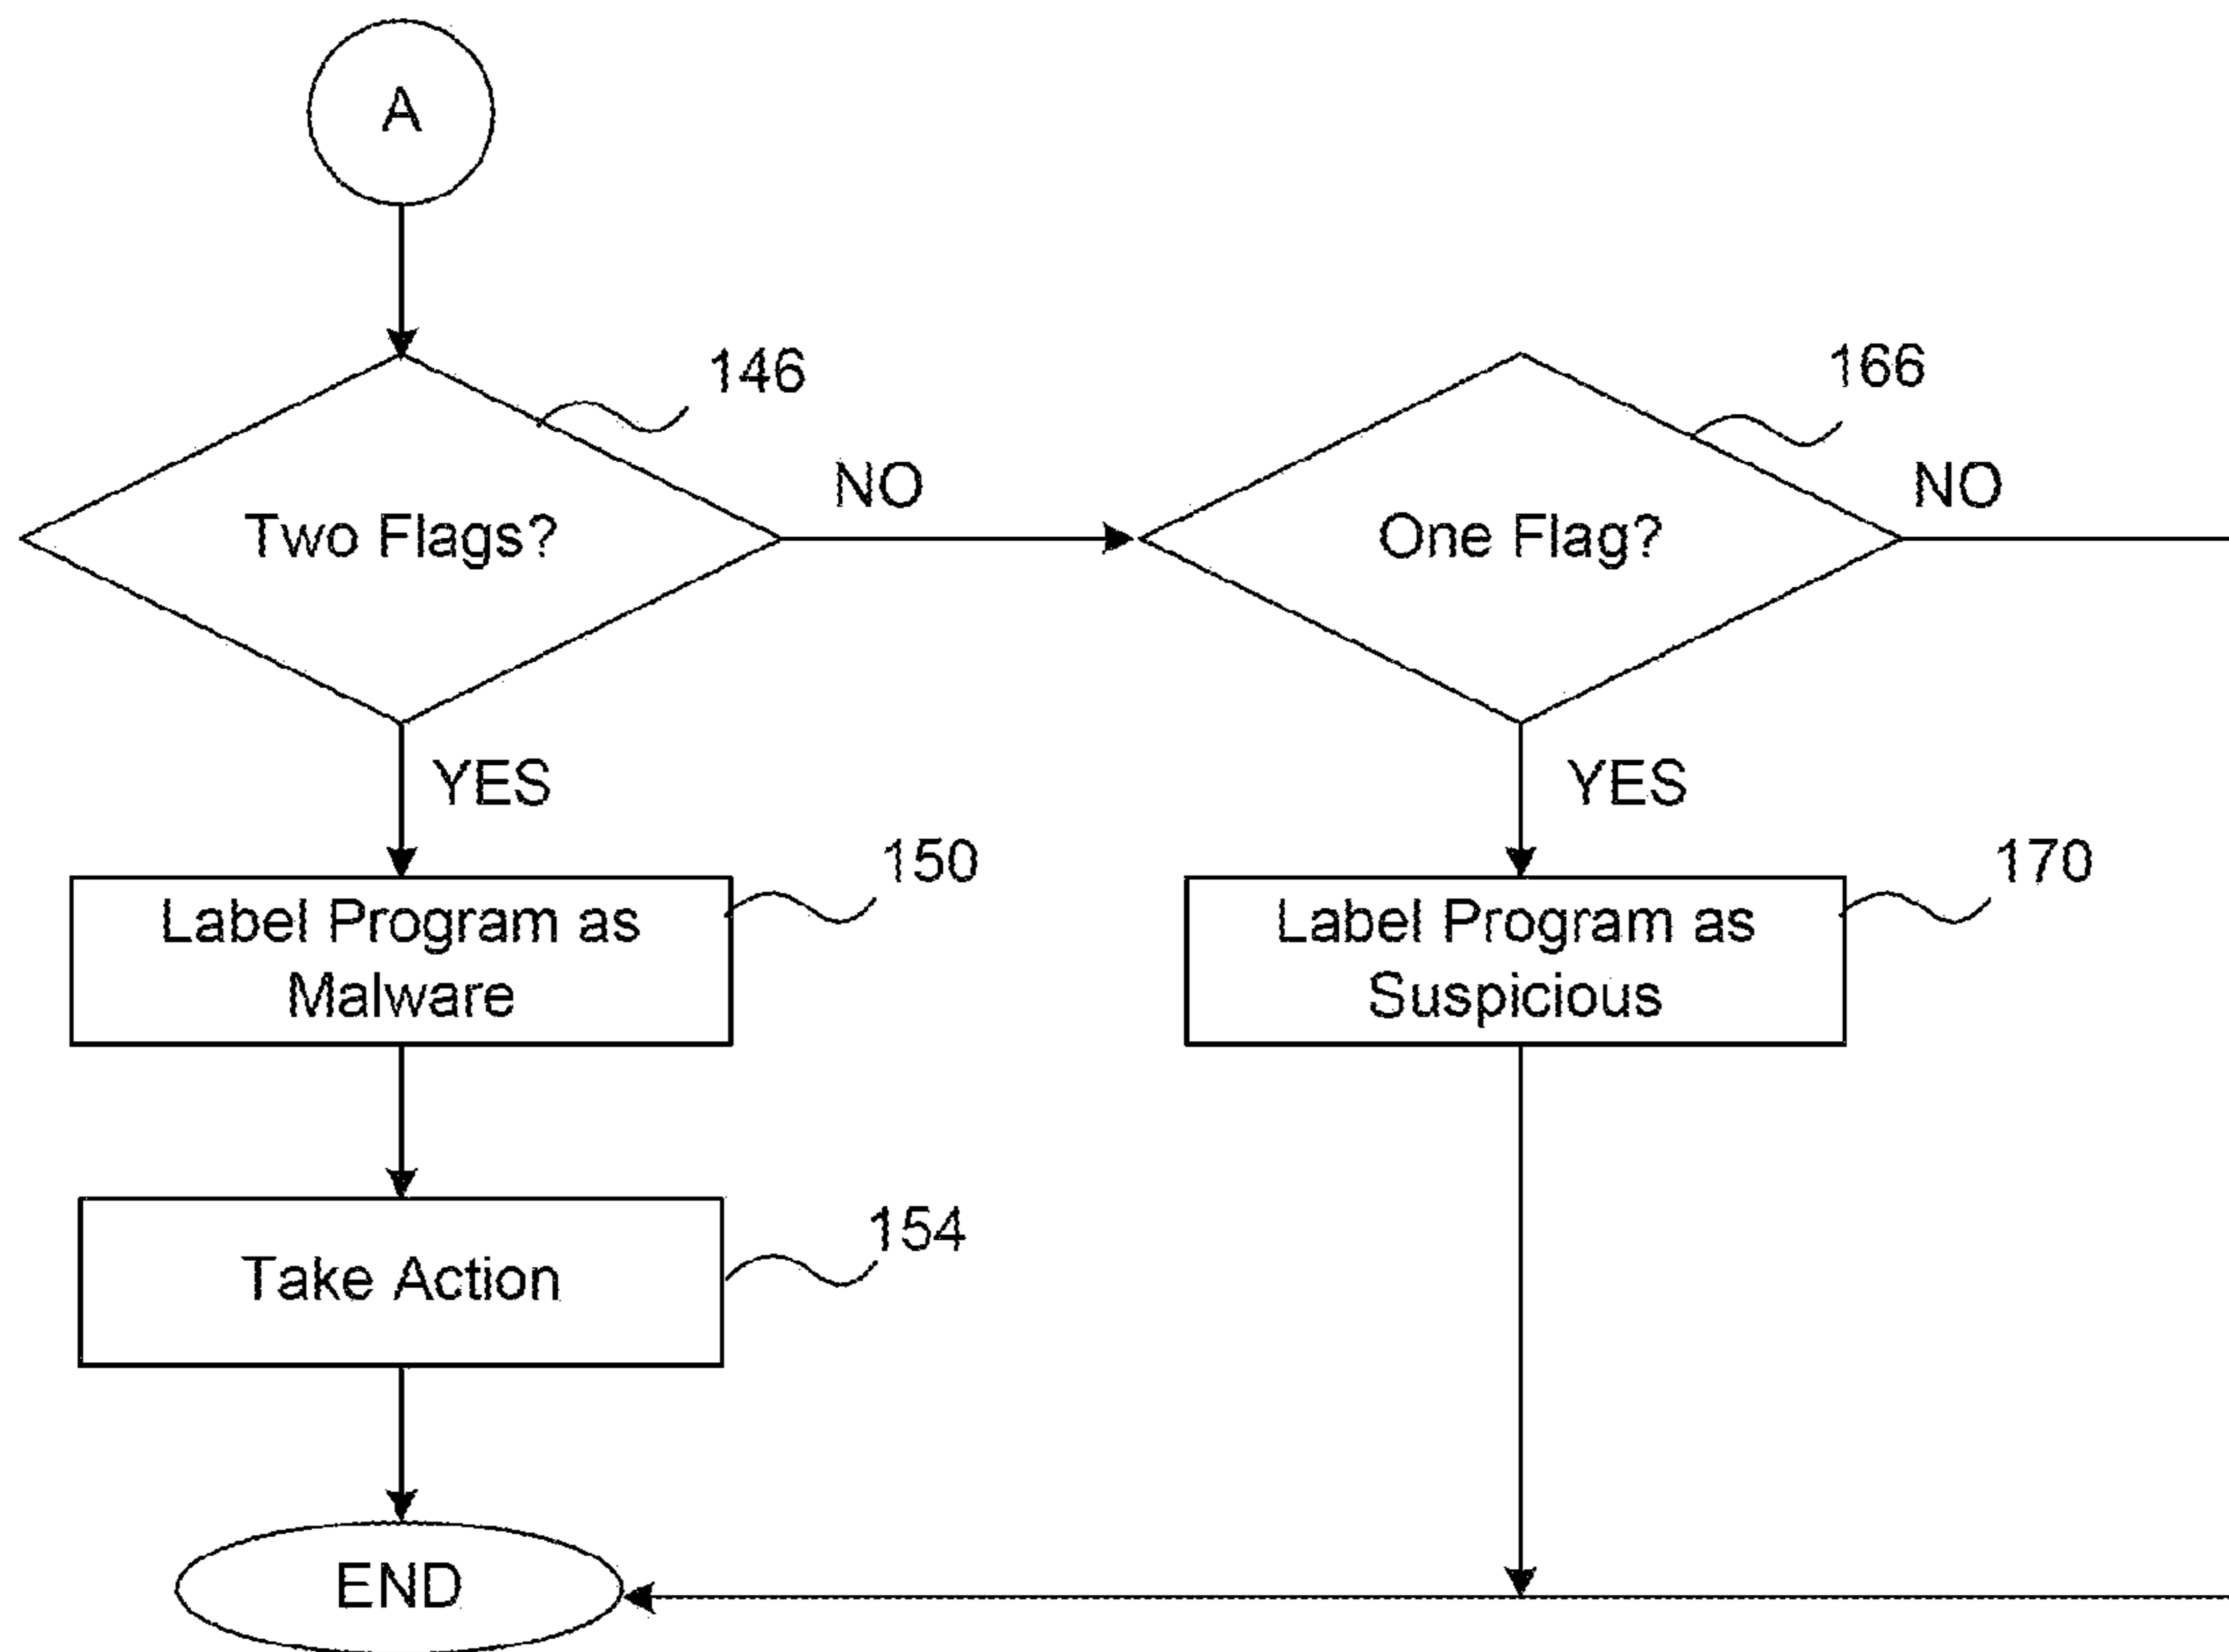 A
146
166
NO
NO
Two Flags?
One Flag?
YES
YES
150
170
Label Program as
Malware
Label Program as
Suspicious
154
Take Action
END